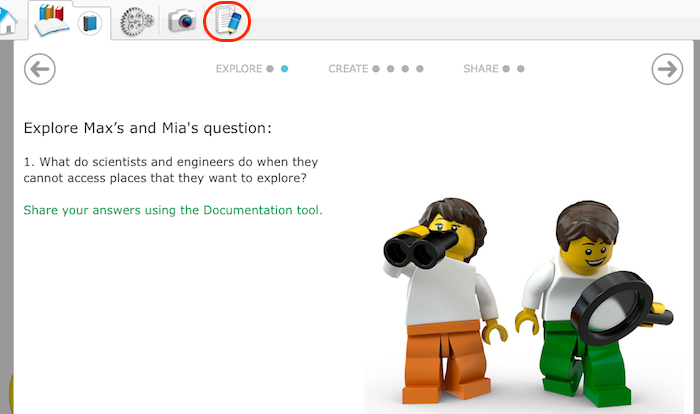 EXPLORE CREATE SHARE
Explore Max’s and Mia's question:
1. What do scientists and engineers do when they
cannot access places that they want to explore?
Share your answers using the Documentation tool.